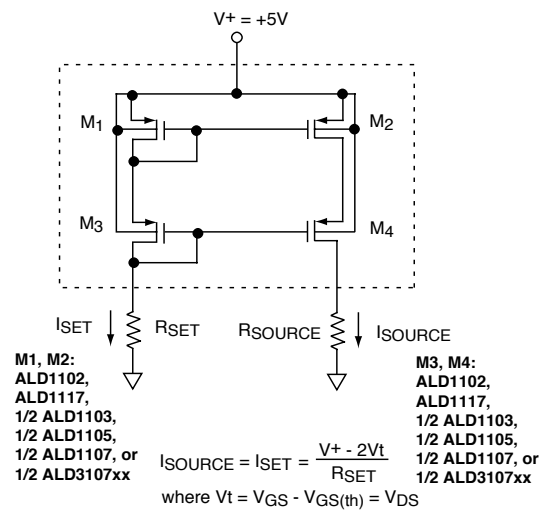 V+ = +5V
M1
M2
M3
M4
ISET
RSET
RSOURCE
ISOURCE
M1, M2:
ALD1102,
ALD1117,
1/2 ALD1103,
1/2 ALD1105,
1/2 ALD1107, or
1/2 ALD3107xx
M3, M4:
ALD1102,
ALD1117,
1/2 ALD1103,
1/2 ALD1105,
1/2 ALD1107, or
1/2 ALD3107xx
ISOURCE = ISET = V+ - 2Vt
RSET
where Vt = VGS - VGS(th) = VDS